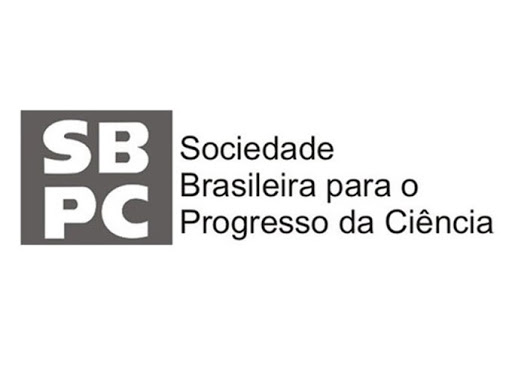 SB
PC
Sociedade
Brasileira para o
Progresso da Ciência